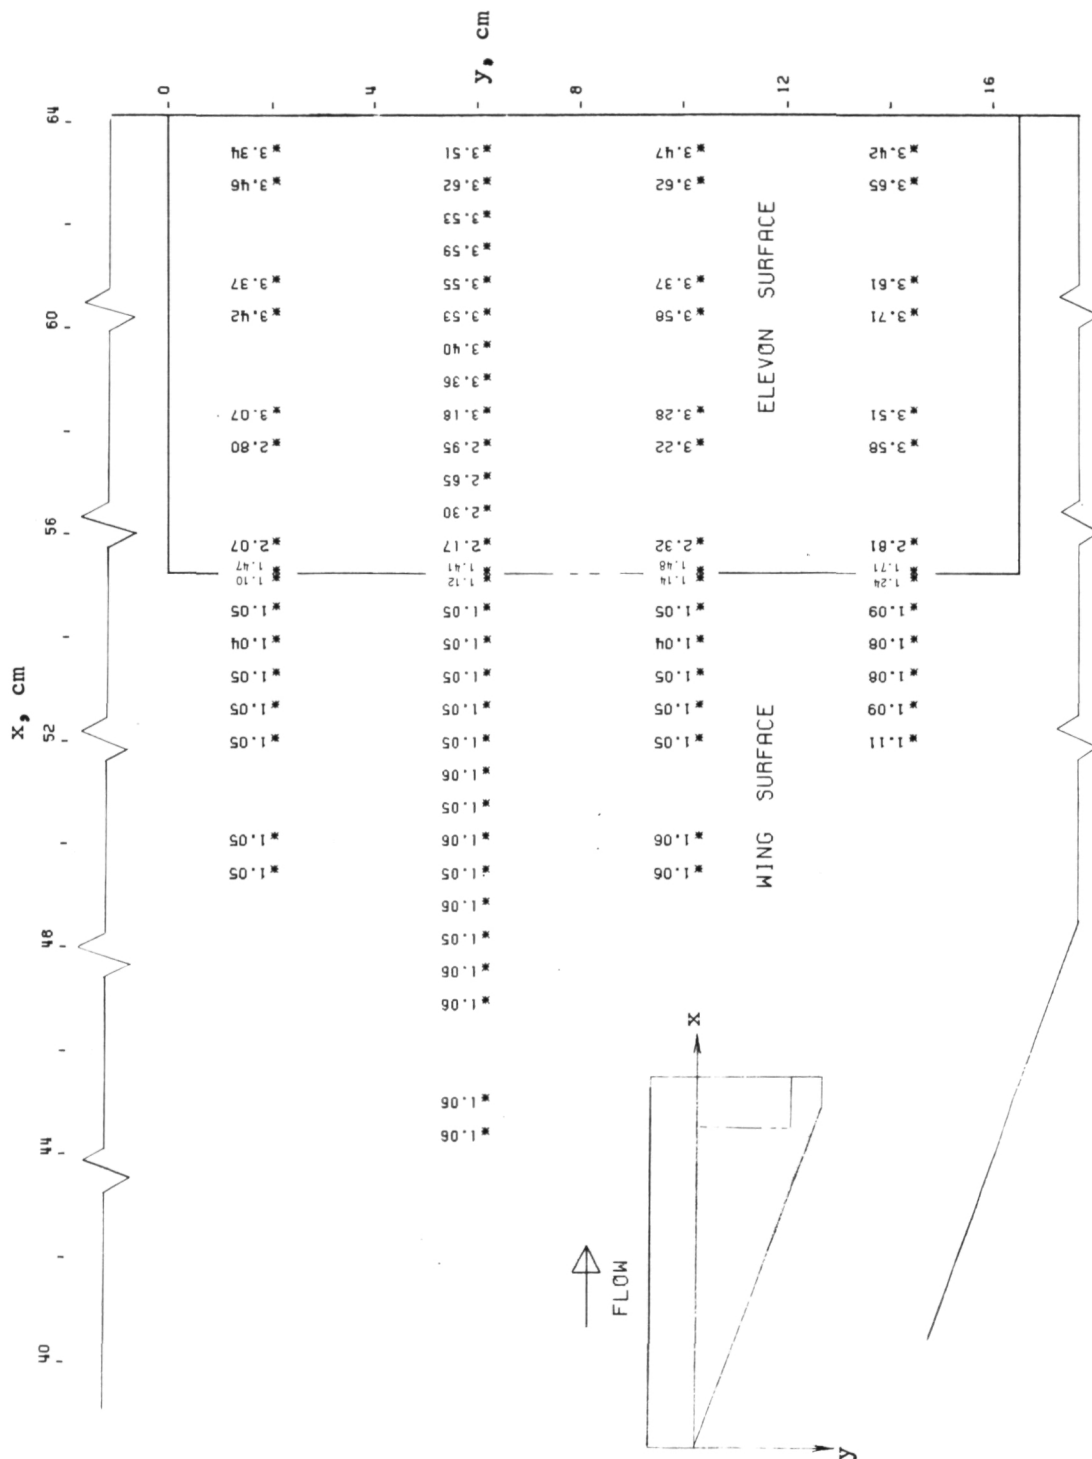 x, cm
40 44 48 52 56 60 64
0
1.05 1.05 1.05 1.05 1.05 1.04 1.05 1.10 1.47 2.07 2.80 3.07 3.42 3.37 3.46 3.34
4
1.06 1.06 1.06 1.06 1.05 1.06 1.05 1.06 1.05 1.06 1.05 1.05 1.05 1.05 1.05 1.12 1.41 2.17 2.30 2.65 2.95 3.18 3.36 3.40 3.53 3.55 3.59 3.53 3.62 3.51
y, cm
8
1.06 1.06 1.05 1.05 1.05 1.04 1.05 1.14 1.48 2.32 3.22 3.28 3.58 3.37 3.62 3.47
FLOW
WING SURFACE
ELEVON SURFACE
12
x
1.11 1.09 1.08 1.08 1.09 1.24 1.71 2.81 3.58 3.51 3.71 3.61 3.65 3.42
y
16